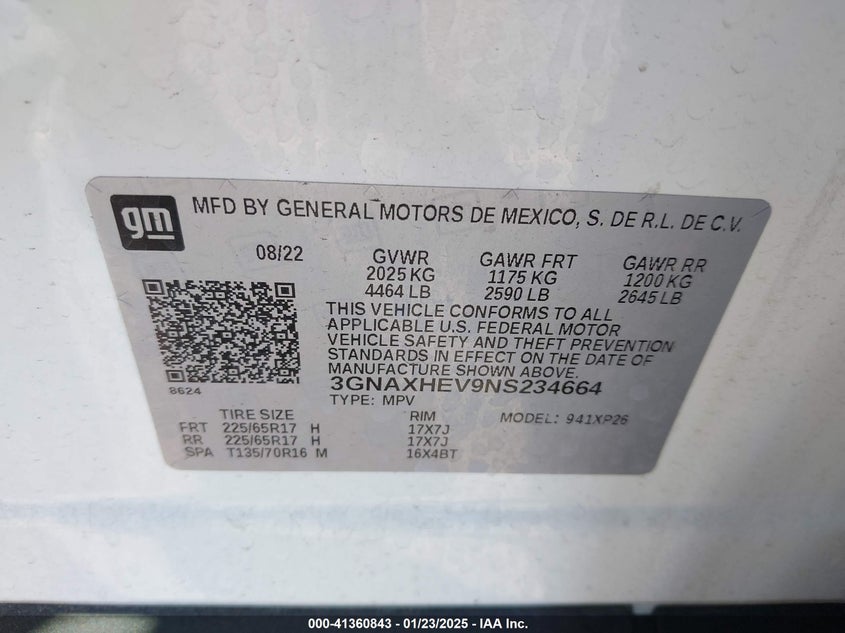 gm
MFD BY GENERAL MOTORS DE MEXICO, S. DE R.L. DE C.V.
08/22 GVWR GAWR FRT GAWR RR
2025 KG 1175 KG 1200 KG
4464 LB 2590 LB 2645 LB
THIS VEHICLE CONFORMS TO ALL
APPLICABLE U.S. FEDERAL MOTOR
VEHICLE SAFETY AND THEFT PREVENTION
STANDARDS IN EFFECT ON THE DATE OF
MANUFACTURE SHOWN ABOVE.
8624
3GNAXHEV9NS234664
TYPE: MPV
MODEL: 941XP26
TIRE SIZE RIM
FRT 225/65R17 H 17X7J
RR 225/65R17 H 17X7J
SPA T135/70R16 M 16X4BT
000-41360843 - 01/23/2025 - IAA Inc.